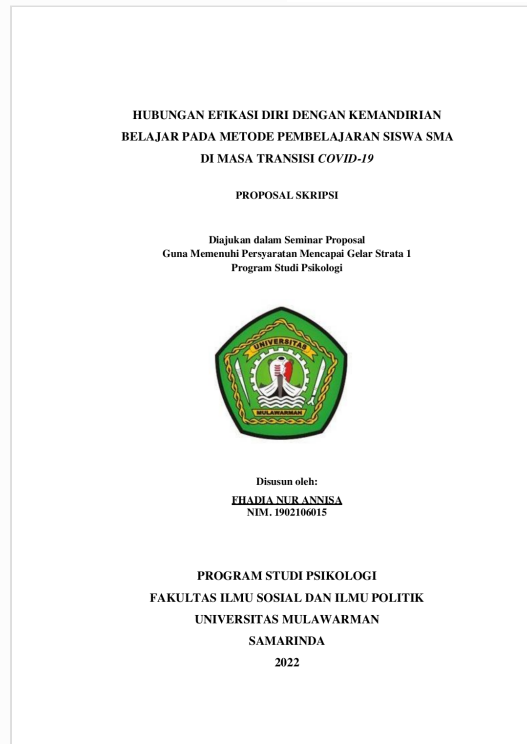 HUBUNGAN EFIKASI DIRI DENGAN KEMANDIRIAN
BELAJAR PADA METODE PEMBELAJARAN SISWA SMA
DI MASA TRANSISI COVID-19
PROPOSAL SKRIPSI
Diajukan dalam Seminar Proposal
Guna Memenuhi Persyaratan Mencapai Gelar Strata 1
Program Studi Psikologi
UNIVERSITAS
MULAWARMAN
Disusun oleh:
FHADIA NUR ANNISA
NIM. 1902106015
PROGRAM STUDI PSIKOLOGI
FAKULTAS ILMU SOSIAL DAN ILMU POLITIK
UNIVERSITAS MULAWARMAN
SAMARINDA
2022